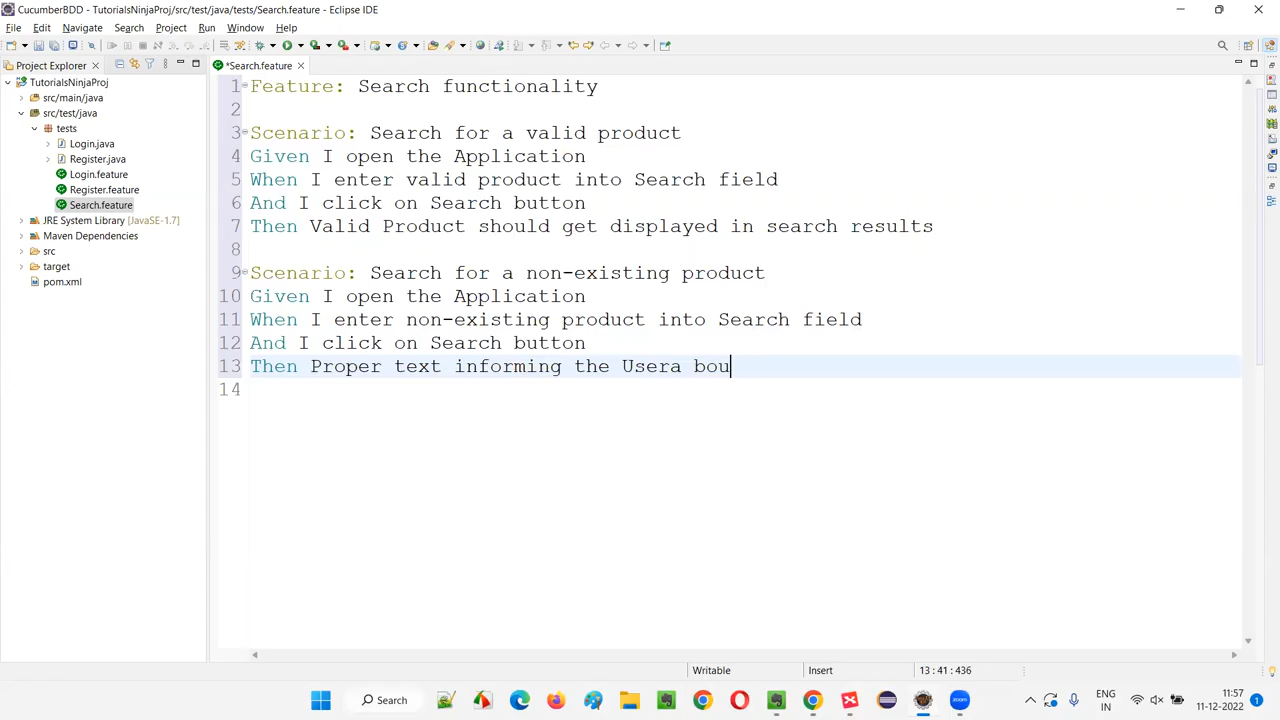 CucumberBDD - TutorialsNinjaProj/src/test/java/tests/Search.feature - Eclipse IDE
File Edit Navigate Search Project Run Window Help
Project Explorer
*Search.feature
TutorialsNinjaProj
src/main/java
src/test/java
tests
Login.java
Register.java
Login.feature
Register.feature
Search.feature
JRE System Library [JavaSE-1.7]
Maven Dependencies
src
target
pom.xml
1 Feature: Search functionality
2
3 Scenario: Search for a valid product
4 Given I open the Application
5 When I enter valid product into Search field
6 And I click on Search button
7 Then Valid Product should get displayed in search results
8
9 Scenario: Search for a non-existing product
10 Given I open the Application
11 When I enter non-existing product into Search field
12 And I click on Search button
13 Then Proper text informing the Usera bou
14
Writable Insert 13 : 41 : 436
Search
ENG
IN
11:57
11-12-2022
1
zoom